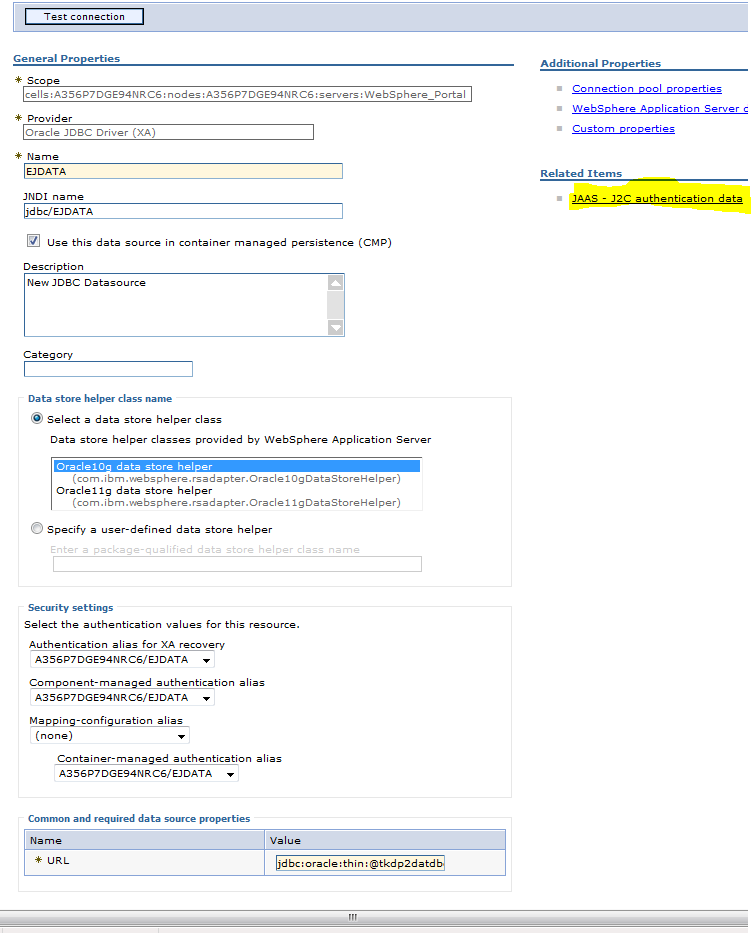 Test connection
General Properties
* Scope
cells:A356P7DGE94NRC6:nodes:A356P7DGE94NRC6:servers:WebSphere_Portal
* Provider
Oracle JDBC Driver (XA)
* Name
EJDATA
JNDI name
jdbc/EJDATA
Use this data source in container managed persistence (CMP)
Description
New JDBC Datasource
Category
Data store helper class name
Select a data store helper class
Data store helper classes provided by WebSphere Application Server
Oracle10g data store helper
(com.ibm.websphere.rsadapter.Oracle10gDataStoreHelper)
Oracle11g data store helper
(com.ibm.websphere.rsadapter.Oracle11gDataStoreHelper)
Specify a user-defined data store helper
Enter a package-qualified data store helper class name
Security settings
Select the authentication values for this resource.
Authentication alias for XA recovery
A356P7DGE94NRC6/EJDATA
Component-managed authentication alias
A356P7DGE94NRC6/EJDATA
Mapping-configuration alias
(none)
Container-managed authentication alias
A356P7DGE94NRC6/EJDATA
Common and required data source properties
Name Value
* URL jdbc:oracle:thin:@tkdp2datdb
Additional Properties
Connection pool properties
WebSphere Application Server
Custom properties
Related Items
JAAS - J2C authentication data